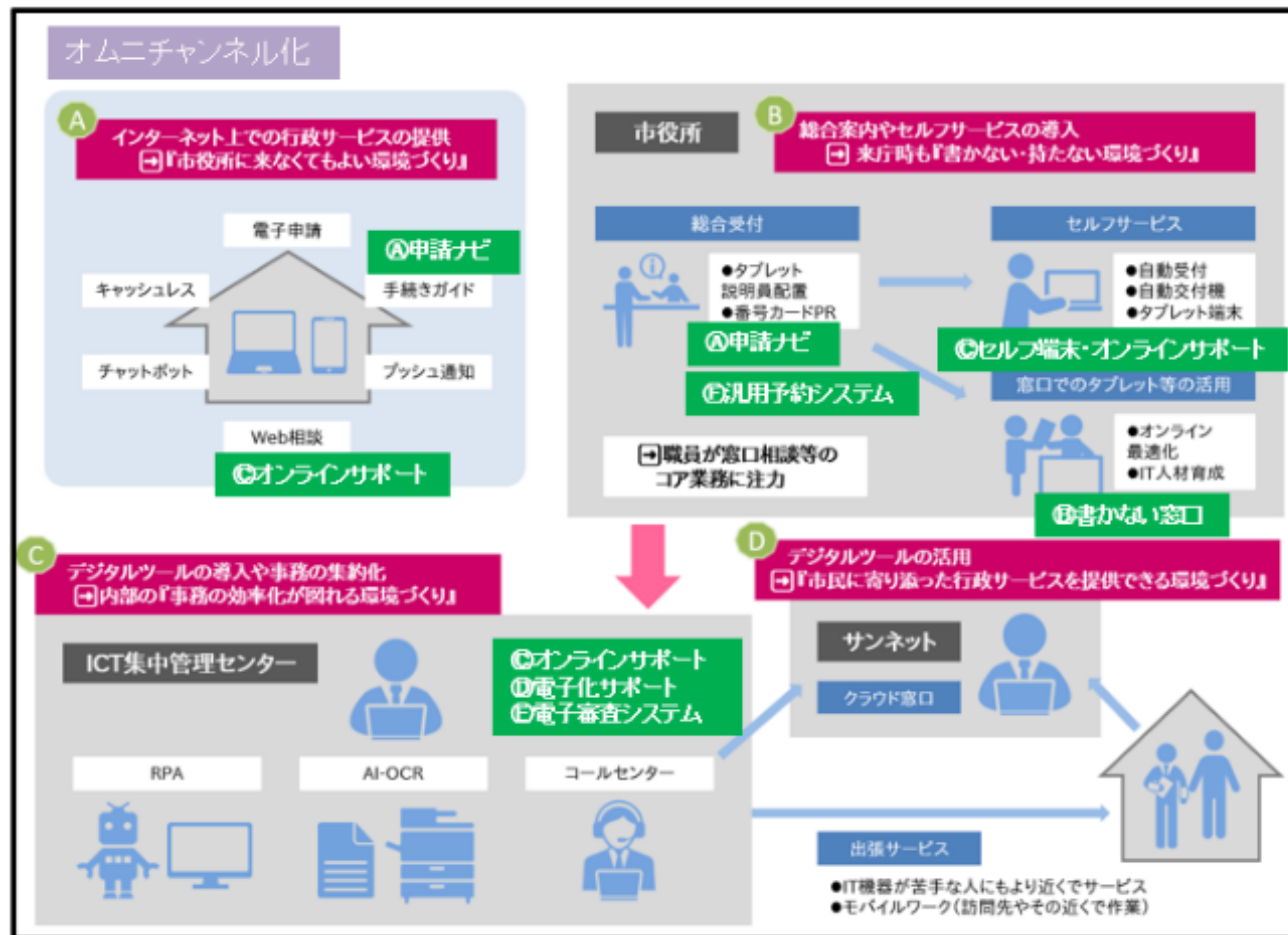 オムニチャンネル化
A
インターネット上での行政サービスの提供
→『市役所に来なくてもよい環境づくり』
電子申請
Ⓐ申請ナビ
キャッシュレス
手続きガイド
チャットボット
プッシュ通知
Web相談
Ⓒオンラインサポート
市役所
B
総合案内やセルフサービスの導入
→ 来庁時も『書かない・持たない環境づくり』
総合受付
●タブレット
説明員配置
●番号カードPR
Ⓐ申請ナビ
Ⓕ汎用予約システム
→職員が窓口相談等の
コア業務に注力
セルフサービス
●自動受付
●自動交付機
●タブレット端末
Ⓒセルフ端末・オンラインサポート
窓口でのタブレット等の活用
●オンライン
最適化
●IT人材育成
Ⓑ書かない窓口
C
デジタルツールの導入や事務の集約化
→内部の『事務の効率化が図れる環境づくり』
ICT集中管理センター
Ⓒオンラインサポート
Ⓓ電子化サポート
Ⓔ電子審査システム
RPA
AI-OCR
コールセンター
D
デジタルツールの活用
→『市民に寄り添った行政サービスを提供できる環境づくり』
サンネット
クラウド窓口
出張サービス
●IT機器が苦手な人にもより近くでサービス
●モバイルワーク（訪問先やその近くで作業）